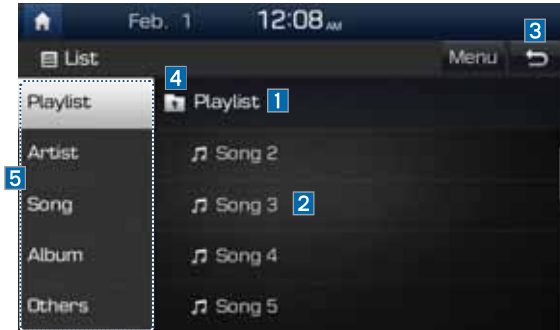 Feb. 1 12:08 AM
3
List Menu
4
Playlist Playlist 1
Artist Song 2
5
Song Song 3 2
Album Song 4
Others Song 5